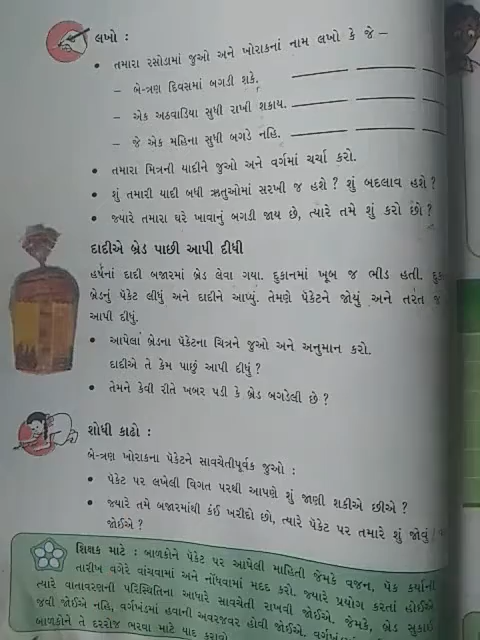 લખો :
• તમારા રસોડામાં જુઓ અને ખોરાકનાં નામ લખો કે જે –
– બે-ત્રણ દિવસમાં બગડી શકે.
– એક અઠવાડિયા સુધી રાખી શકાય.
– જે એક મહિના સુધી બગડે નહિ.
• તમારા મિત્રની યાદીને જુઓ અને વર્ગમાં ચર્ચા કરો.
• શું તમારી યાદી બધી ઋતુઓમાં સરખી જ હશે ? શું બદલાવ હશે ?
• જ્યારે તમારા ઘરે ખાવાનું બગડી જાય છે, ત્યારે તમે શું કરો છો ?
દાદીએ બ્રેડ પાછી આપી દીધી
હર્ષનાં દાદી બજારમાં બ્રેડ લેવા ગયા. દુકાનમાં ખૂબ જ ભીડ હતી.
બ્રેડનું પૅકેટ લીધું અને દાદીને આપ્યું. તેમણે પૅકેટને જોયું અને તરત જ
આપી દીધું.
• આપેલાં બ્રેડના પૅકેટના ચિત્રને જુઓ અને અનુમાન કરો.
દાદીએ તે કેમ પાછું આપી દીધું ?
• તેમને કેવી રીતે ખબર પડી કે બ્રેડ બગડેલી છે ?
શોધી કાઢો :
બે-ત્રણ ખોરાકના પૅકેટને સાવચેતીપૂર્વક જુઓ :
• પૅકેટ પર લખેલી વિગત પરથી આપણે શું જાણી શકીએ છીએ ?
• જ્યારે તમે બજારમાંથી કંઈ ખરીદો છો, ત્યારે પૅકેટ પર તમારે શું જોવું
જોઈએ ?
શિક્ષક માટે : બાળકોને પૅકેટ પર આપેલી માહિતી જેમકે વજન, પૅક કર્યાની
તારીખ વગેરે વાંચવામાં અને નોંધવામાં મદદ કરો. જ્યારે પ્રયોગ કરતાં હોઈએ
ત્યારે વાતાવરણની પરિસ્થિતિના આધારે સાવચેતી રાખવી જોઈએ. જેમકે, બ્રેડ સુકાઈ
જવી જોઈએ નહિ, વર્ગખંડમાં હવાની અવરજવર હોવી જોઈએ.
બાળકોને તે દરરોજ ભરવા માટે યાદ કરાવો.